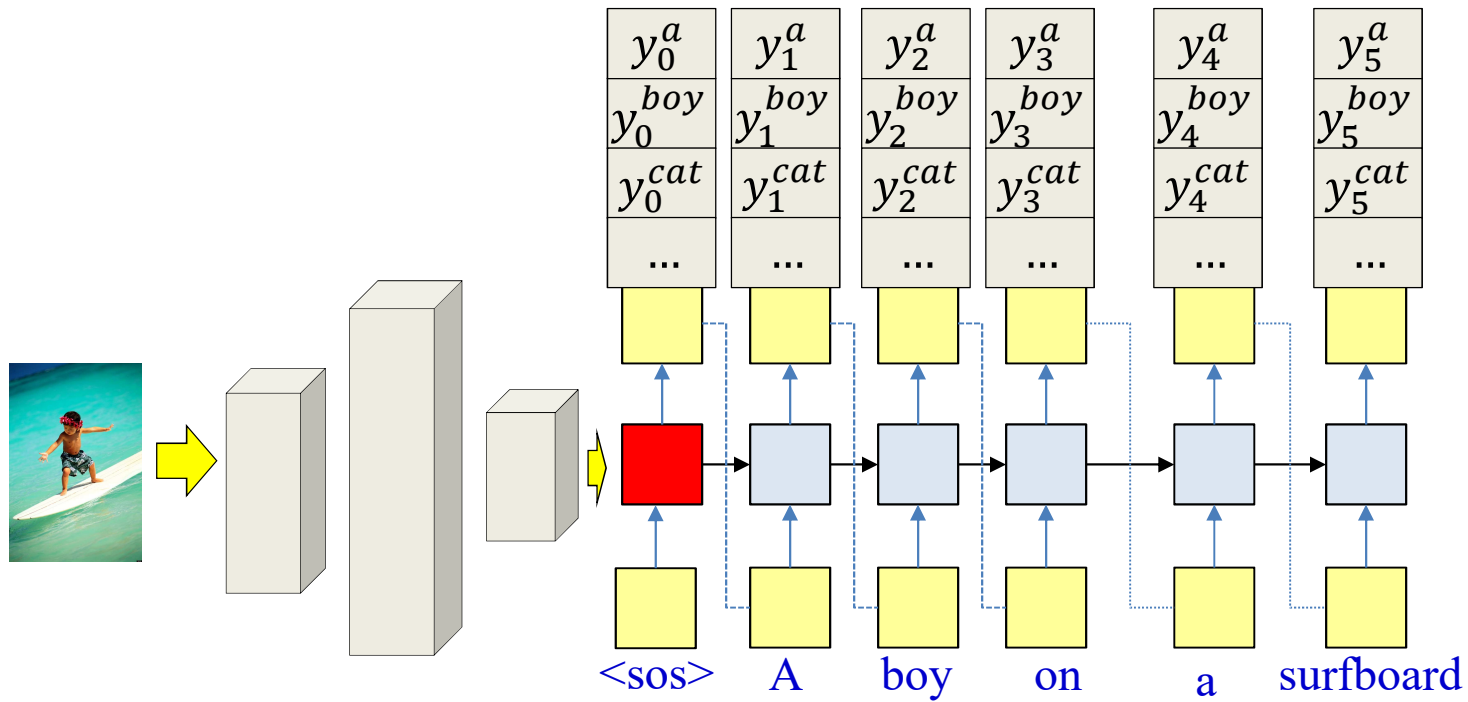 y_0^a y_1^a y_2^a y_3^a y_4^a y_5^a
y_0^{boy} y_1^{boy} y_2^{boy} y_3^{boy} y_4^{boy} y_5^{boy}
y_0^{cat} y_1^{cat} y_2^{cat} y_3^{cat} y_4^{cat} y_5^{cat}
... ... ... ... ... ...
<sos> A boy on a surfboard